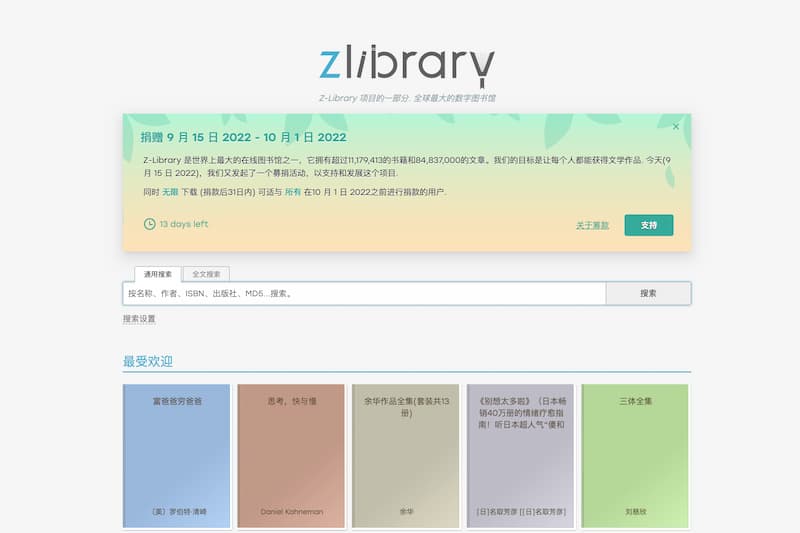 zlibrary
Z-Library 项目的一部分. 全球最大的数字图书馆
捐赠 9 月 15 日 2022 - 10 月 1 日 2022
Z-Library 是世界上最大的在线图书馆之一，它拥有超过11,179,413的书籍和84,837,000的文章。我们的目标是让每个人都能获得文学作品. 今天(9
月 15 日 2022)，我们又发起了一个募捐活动，以支持和发展这个项目.
同时 无限 下载 (捐款后31日内) 可适与 所有 在10 月 1 日 2022之前进行捐款的用户.
13 days left
关于筹款
支持
通用搜索
全文搜索
按名称、作者、ISBN、出版社、MD5...搜索。
搜索
搜索设置
最受欢迎
富爸爸穷爸爸
〔美〕罗伯特·清崎
思考，快与慢
Daniel Kahneman
余华作品全集(套装共13
册)
余华
《别想太多啦》（日本畅
销40万册的情绪疗愈指
南！听日本超人气“傻和
[日]名取芳彦 [[日]名取芳彦]
三体全集
刘慈欣